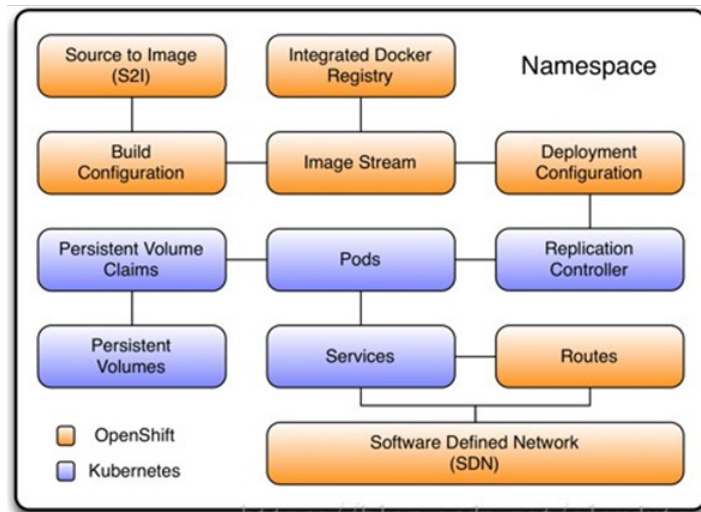 Source to Image
(S2I)
Integrated Docker
Registry
Namespace
Build
Configuration
Image Stream
Deployment
Configuration
Persistent Volume
Claims
Pods
Replication
Controller
Persistent
Volumes
Services
Routes
OpenShift
Kubernetes
Software Defined Network
(SDN)